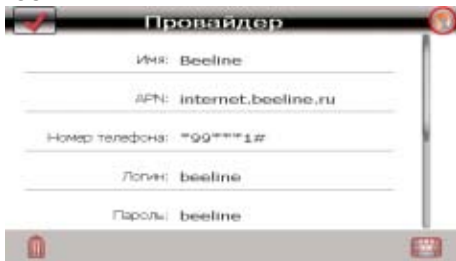 Провайдер
Имя: Beeline
APN: internet.beeline.ru
Номер телефона: *99***1#
Логин: beeline
Пароль: beeline